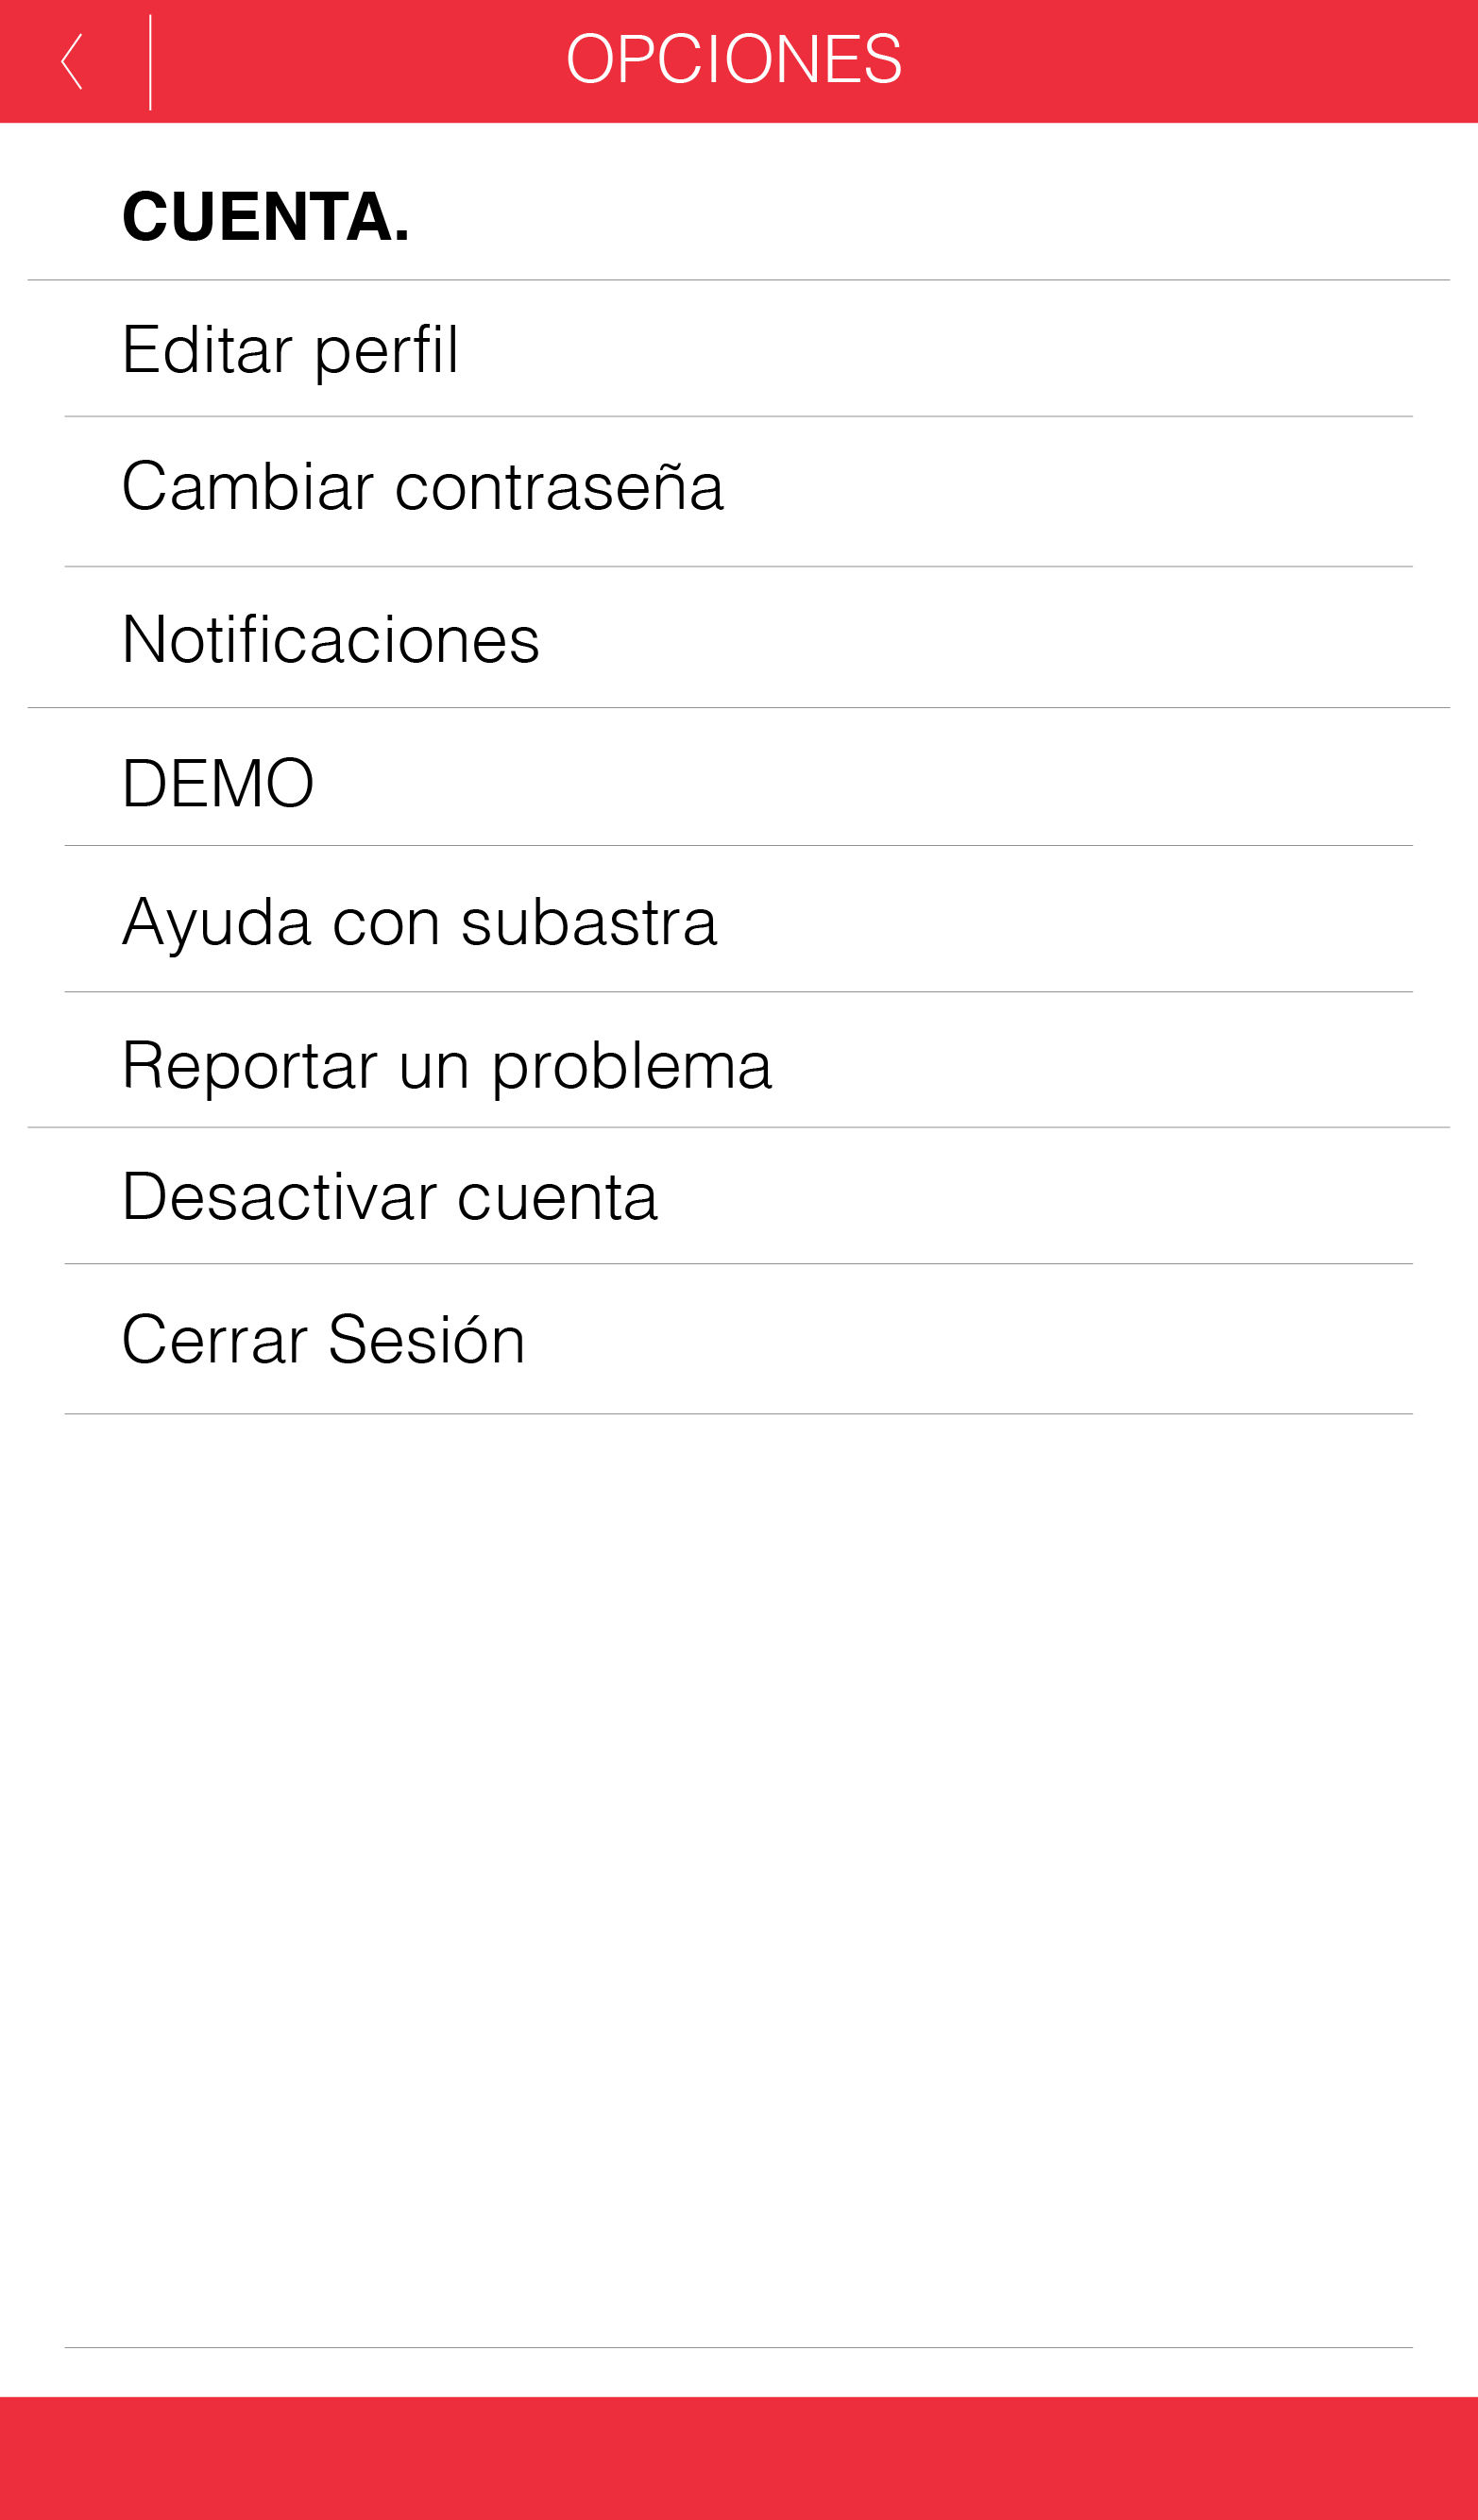 OPCIONES
CUENTA.
Editar perfil
Cambiar contraseña
Notificaciones
DEMO
Ayuda con subastra
Reportar un problema
Desactivar cuenta
Cerrar Sesión